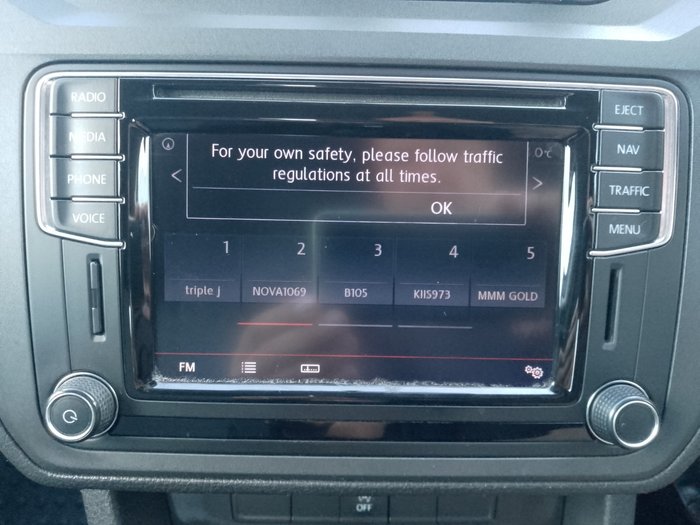 RADIO
MEDIA
PHONE
VOICE
EJECT
NAV
TRAFFIC
MENU
For your own safety, please follow traffic
regulations at all times.
OK
1 2 3 4 5
triple j NOVA1069 B105 KIIS973 MMM GOLD
FM
OFF